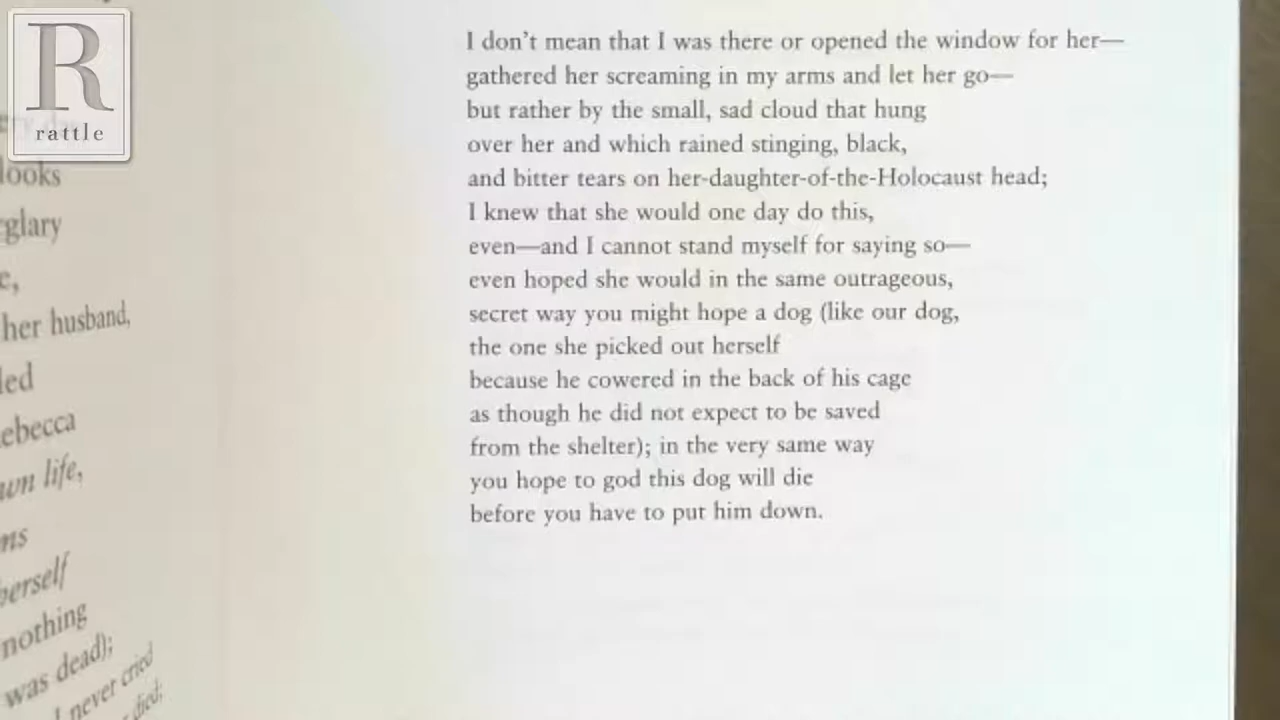 R
rattle
looks
glary
e,
her husband,
led
ebecca
wn life,
ns
herself
nothing
was dead);
I never cried
died;
I don't mean that I was there or opened the window for her—
gathered her screaming in my arms and let her go—
but rather by the small, sad cloud that hung
over her and which rained stinging, black,
and bitter tears on her-daughter-of-the-Holocaust head;
I knew that she would one day do this,
even—and I cannot stand myself for saying so—
even hoped she would in the same outrageous,
secret way you might hope a dog (like our dog,
the one she picked out herself
because he cowered in the back of his cage
as though he did not expect to be saved
from the shelter); in the very same way
you hope to god this dog will die
before you have to put him down.